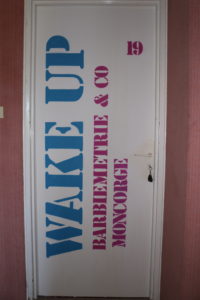 19
WAKE UP
BARBIEMETRIE & CO
MONCORGE